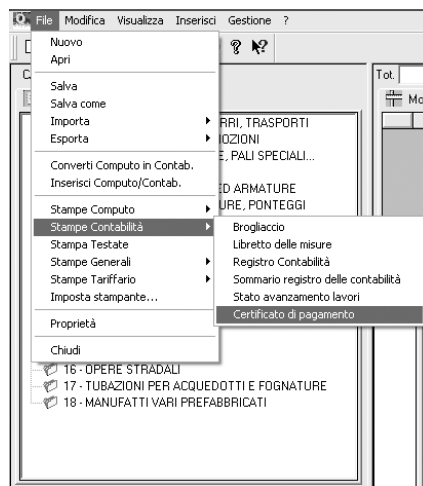 File Modifica Visualizza Inserisci Gestione ?
Nuovo
Apri
Tot.
Salva
Salva come
Importa
Esporta
Converti Computo in Contab.
Inserisci Computo/Contab.
Stampe Computo
Stampe Contabilità
Stampa Testate
Stampe Generali
Stampe Tariffario
Imposta stampante...
Proprietà
Chiudi
Brogliaccio
Libretto delle misure
Registro Contabilità
Sommario registro delle contabilità
Stato avanzamento lavori
Certificato di pagamento
RRI, TRASPORTI
OZIONI
E, PALI SPECIALI...
ED ARMATURE
URE, PONTEGGI
16 - OPERE STRADALI
17 - TUBAZIONI PER ACQUEDOTTI E FOGNATURE
18 - MANUFATTI VARI PREFABBRICATI